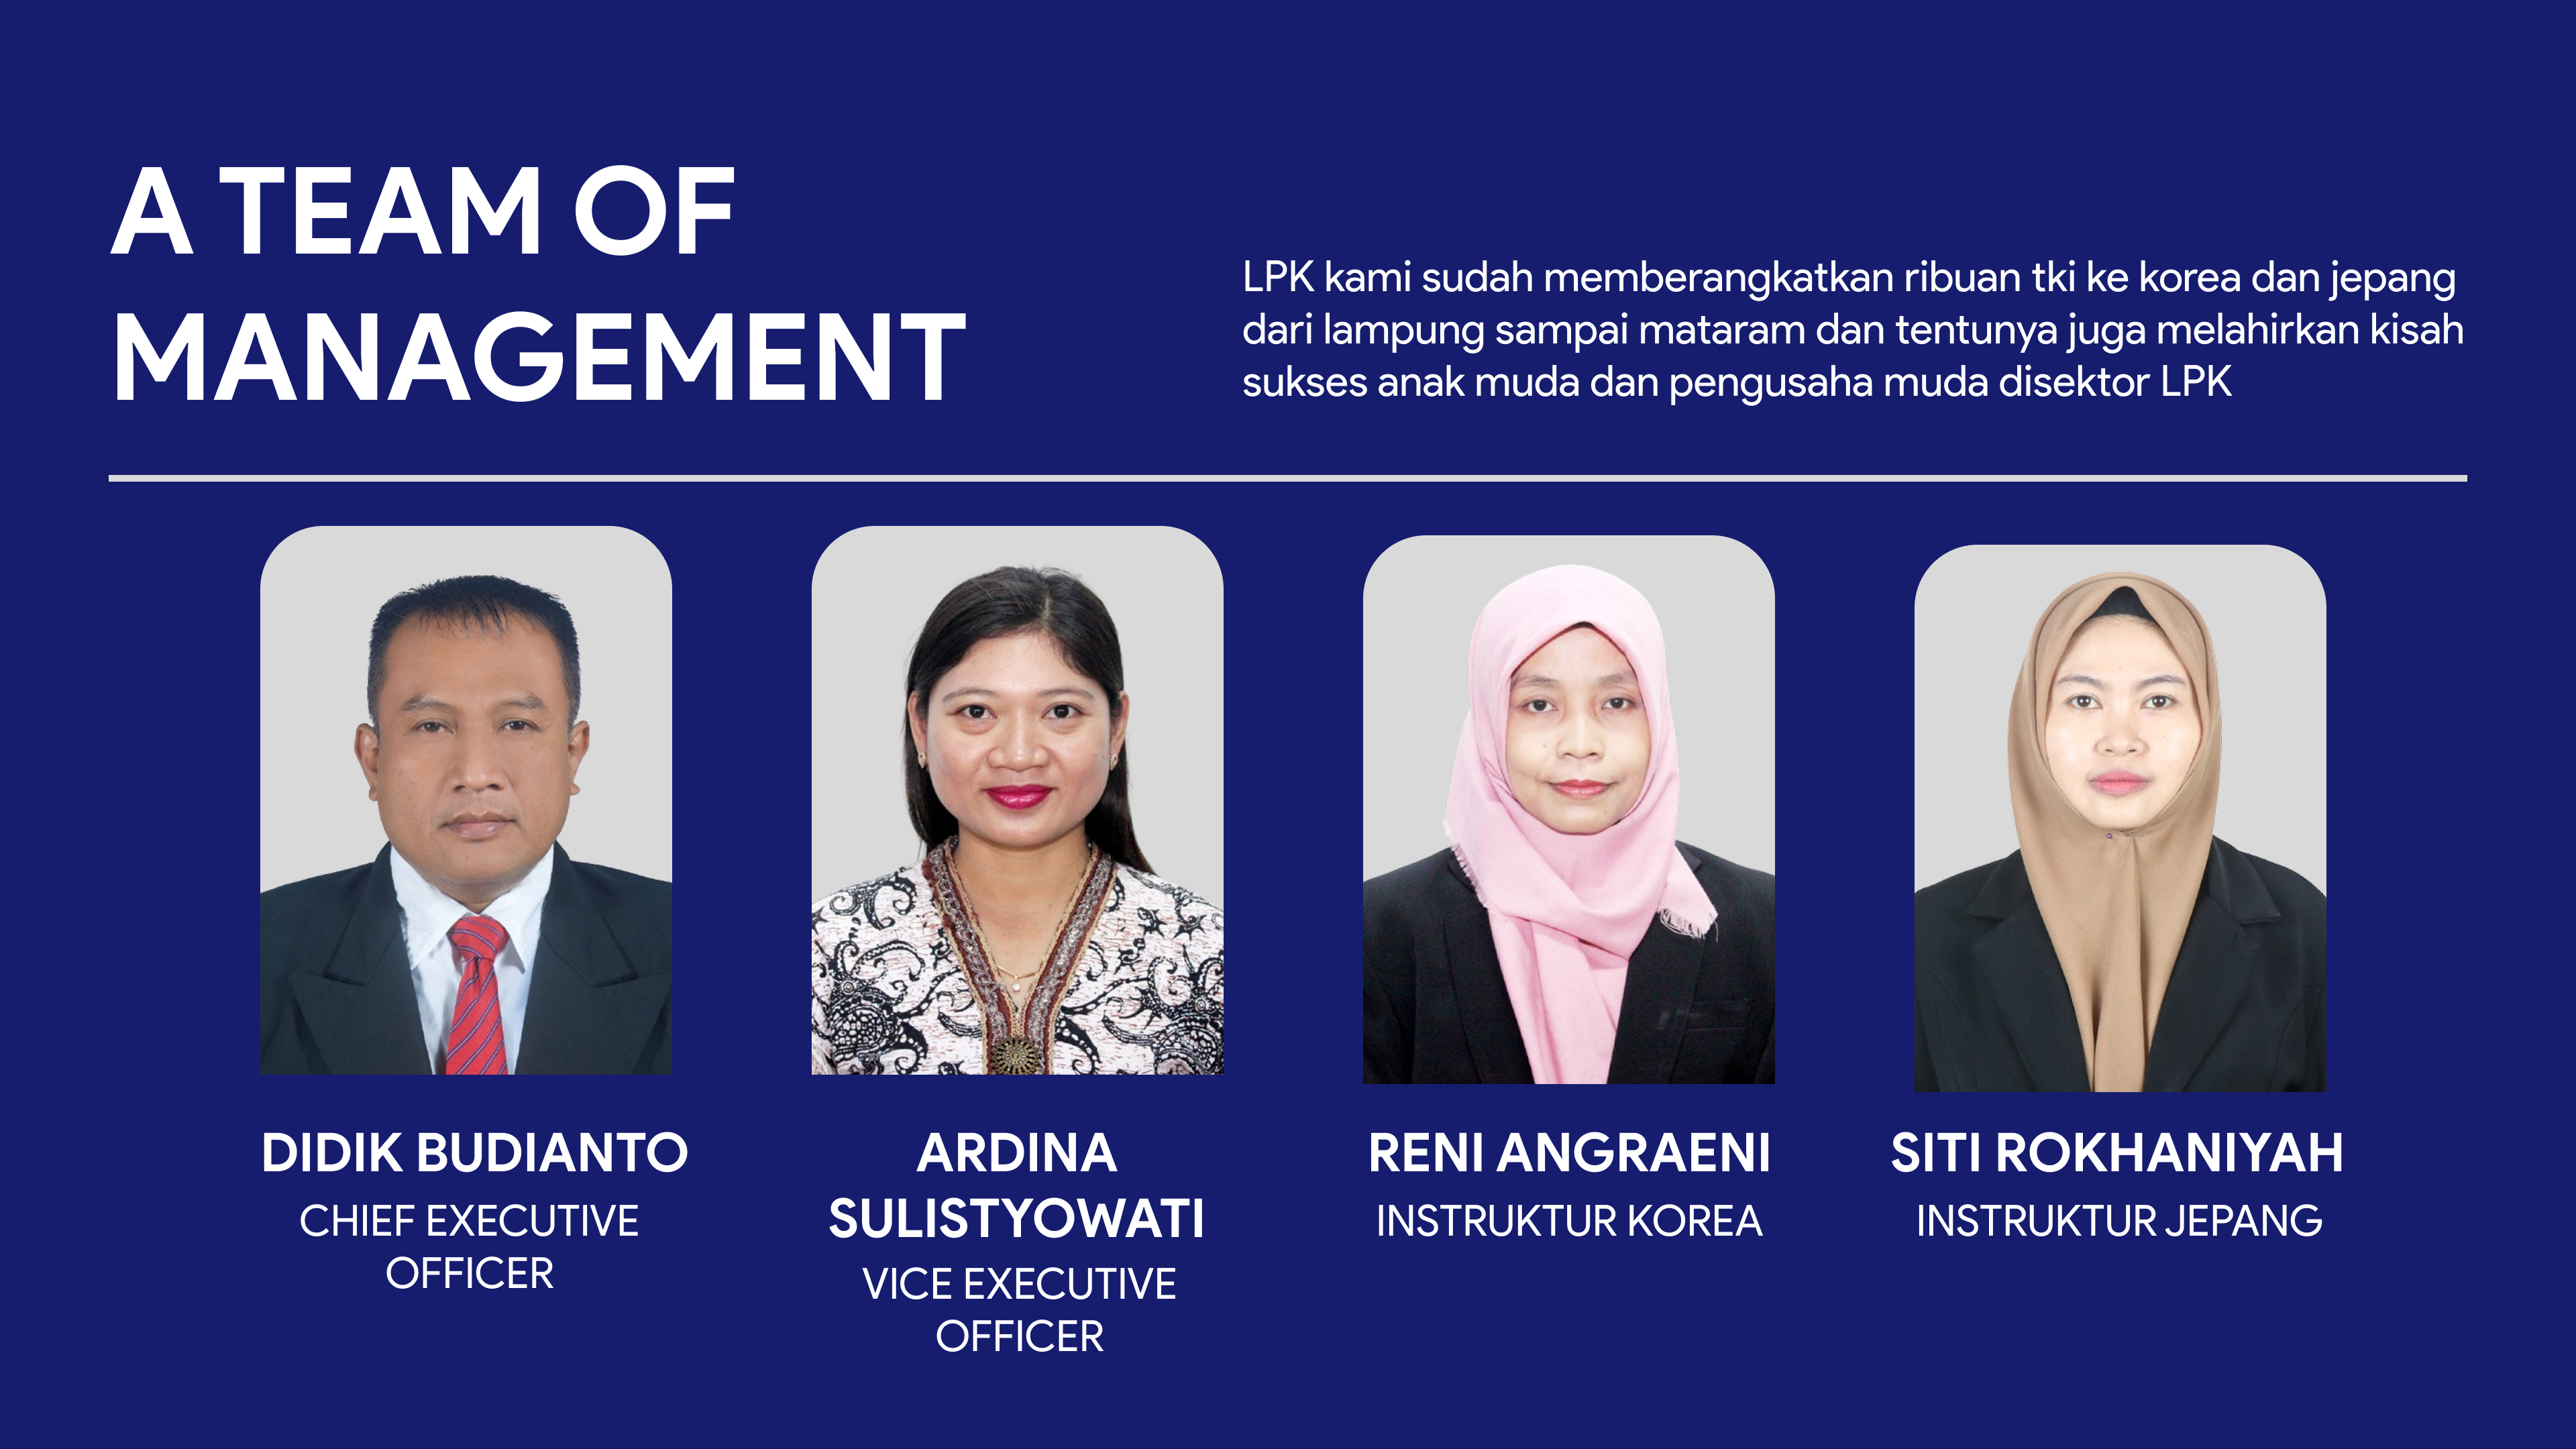 A TEAM OF
MANAGEMENT
LPK kami sudah memberangkatkan ribuan tki ke korea dan jepang
dari lampung sampai mataram dan tentunya juga melahirkan kisah
sukses anak muda dan pengusaha muda disektor LPK
DIDIK BUDIANTO
CHIEF EXECUTIVE
OFFICER
ARDINA
SULISTYOWATI
VICE EXECUTIVE
OFFICER
RENI ANGRAENI
INSTRUKTUR KOREA
SITI ROKHANIYAH
INSTRUKTUR JEPANG